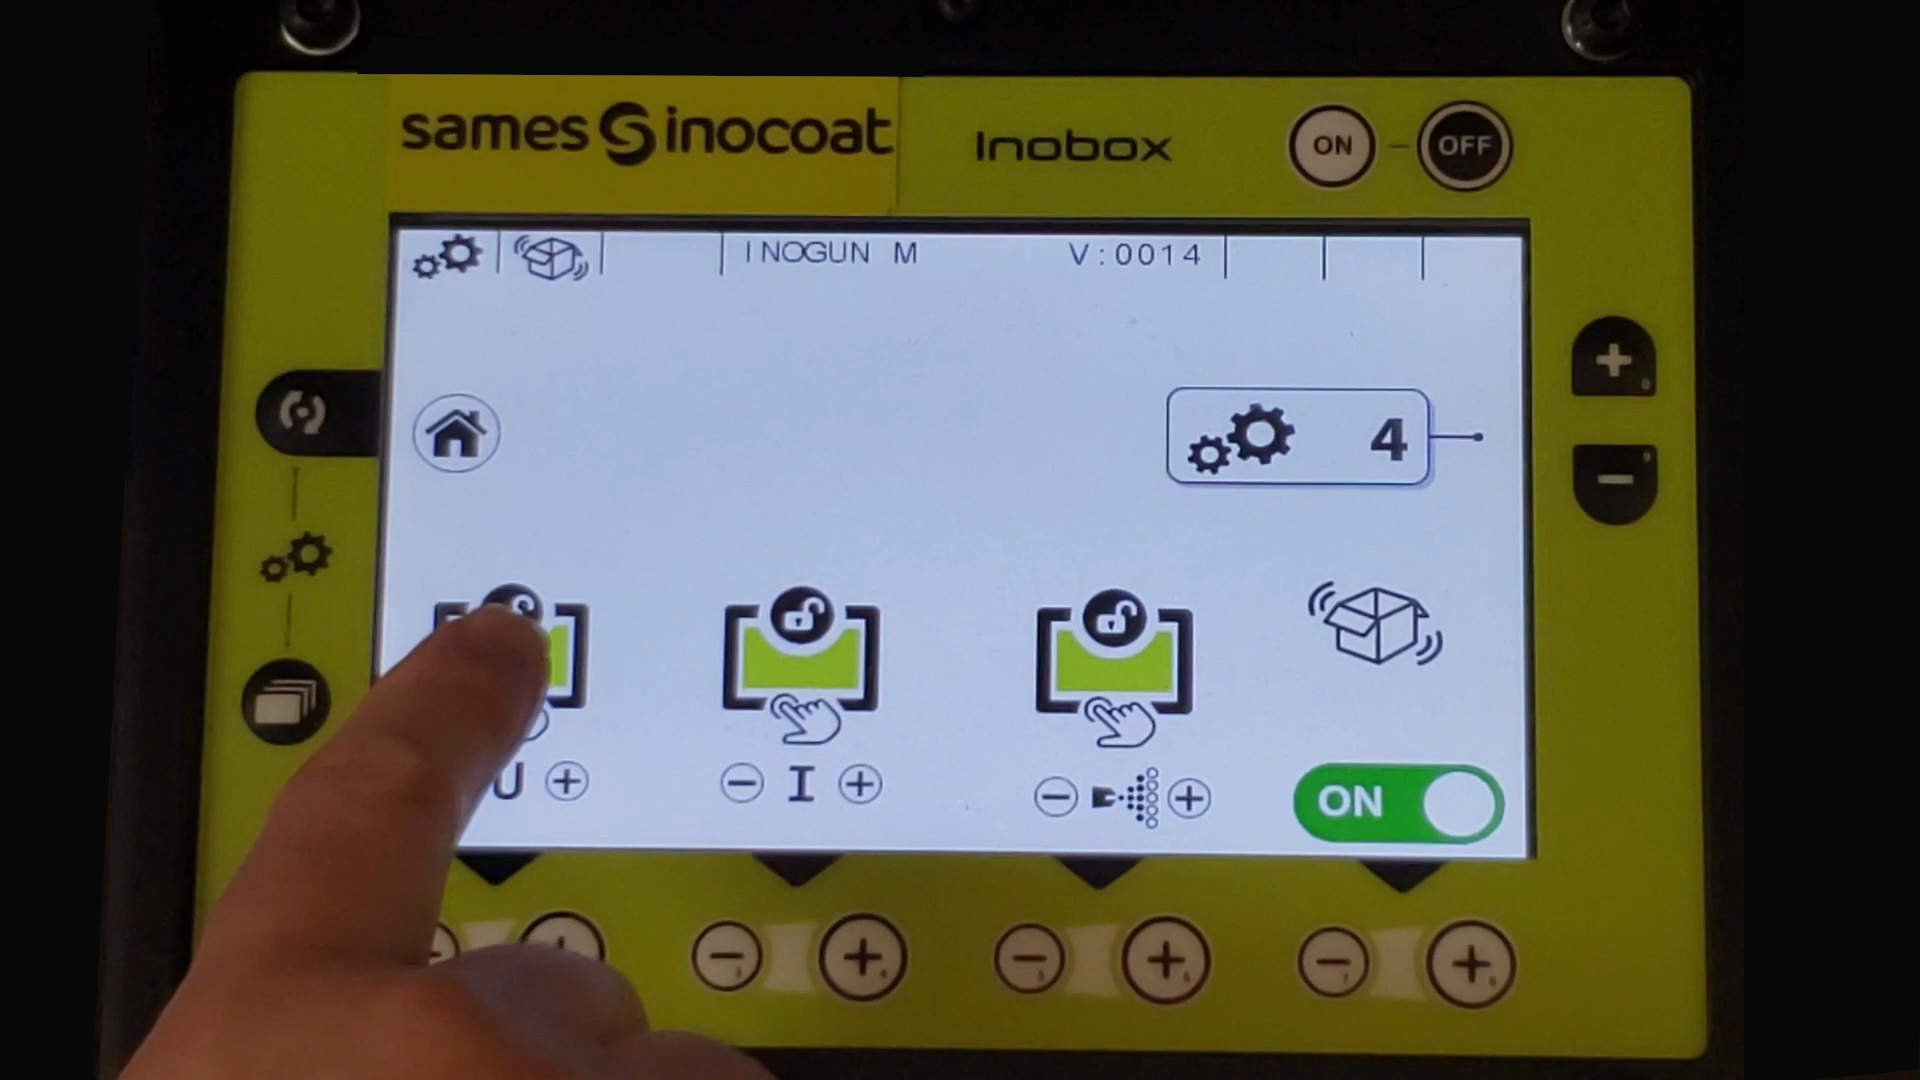 sames inocoat
Inobox
ON - OFF
INOGUN M
V:0014
4
U +
- I +
- +
ON
+
-
- +
- +
- +